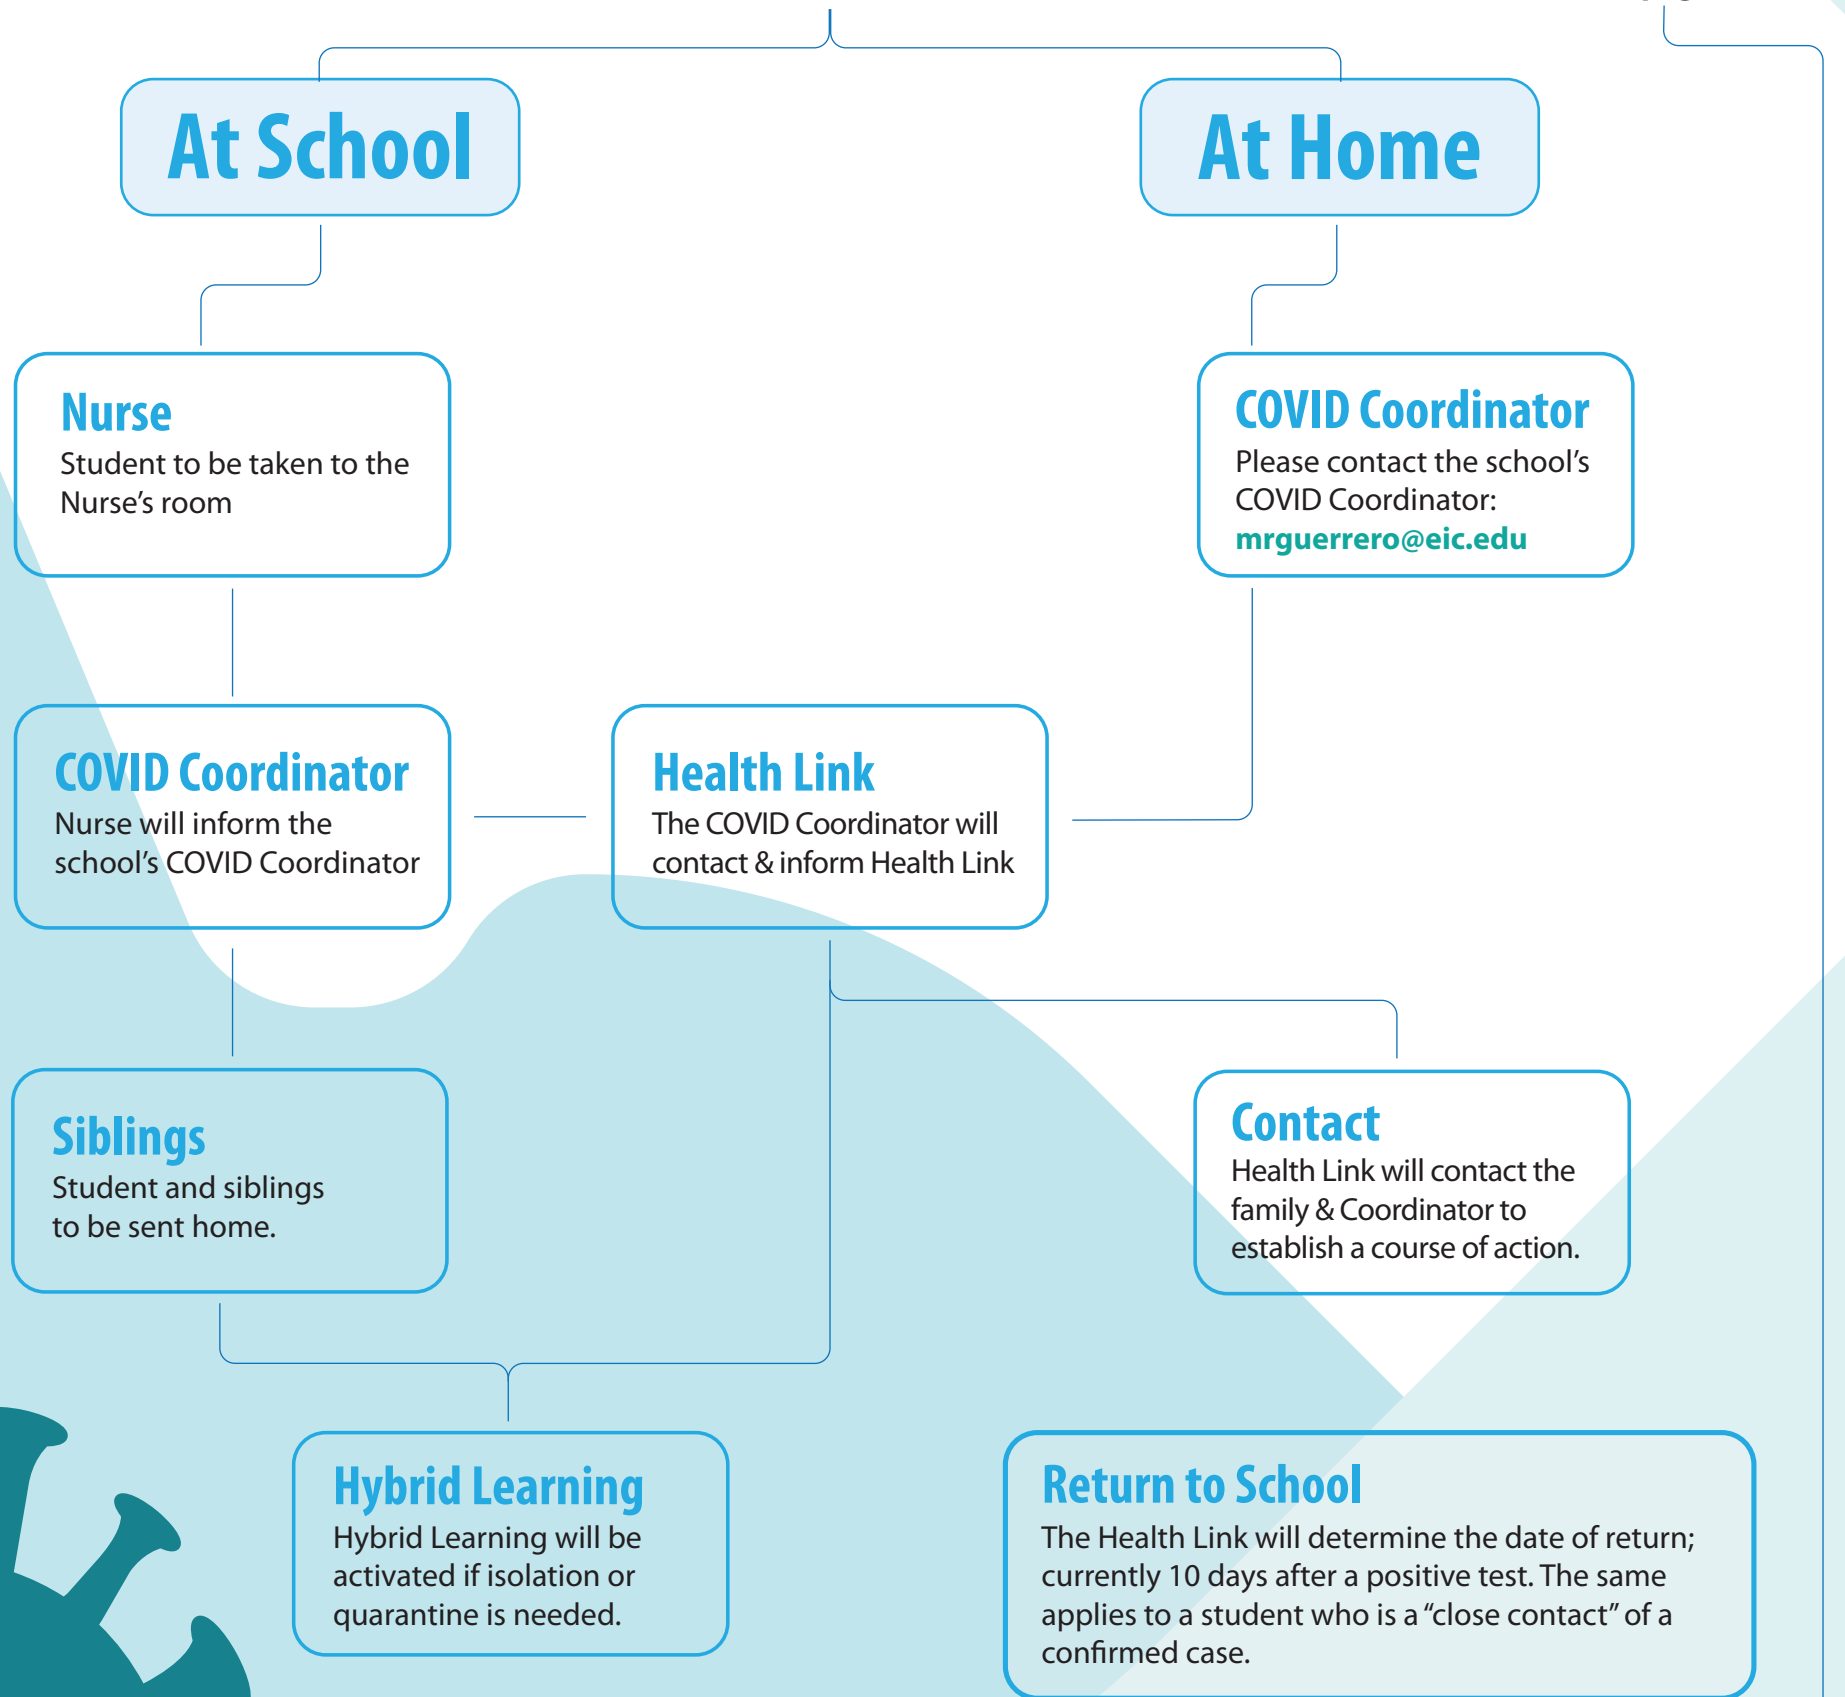 At School
At Home
Nurse
Student to be taken to the
Nurse’s room
COVID Coordinator
Please contact the school’s
COVID Coordinator:
mrguerrero@eic.edu
COVID Coordinator
Nurse will inform the
school’s COVID Coordinator
Health Link
The COVID Coordinator will
contact & inform Health Link
Siblings
Student and siblings
to be sent home.
Contact
Health Link will contact the
family & Coordinator to
establish a course of action.
Hybrid Learning
Hybrid Learning will be
activated if isolation or
quarantine is needed.
Return to School
The Health Link will determine the date of return;
currently 10 days after a positive test. The same
applies to a student who is a “close contact” of a
confirmed case.